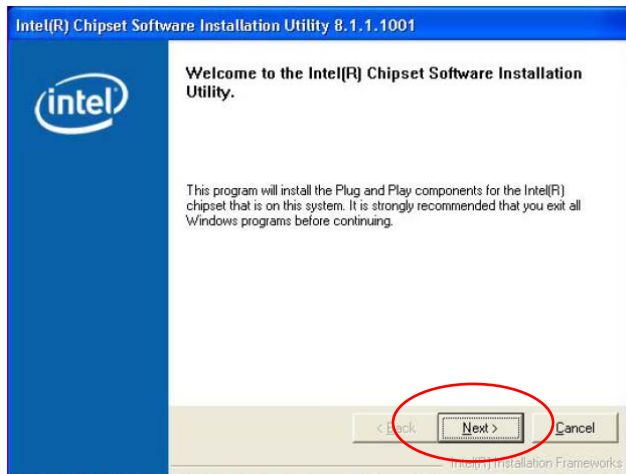 Intel(R) Chipset Software Installation Utility 8.1.1.1001
intel
Welcome to the Intel(R) Chipset Software Installation
Utility.
This program will install the Plug and Play components for the Intel(R)
chipset that is on this system. It is strongly recommended that you exit all
Windows programs before continuing.
< Back Next > Cancel
Intel(R) Installation Frameworks